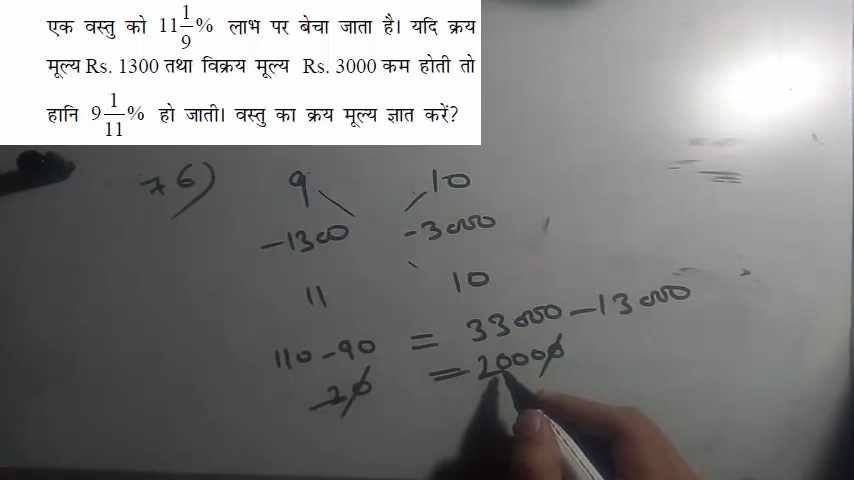 एक वस्तु को 11 1/9% लाभ पर बेचा जाता है। यदि क्रय
मूल्य Rs. 1300 तथा विक्रय मूल्य Rs. 3000 कम होती तो
हानि 9 1/11% हो जाती। वस्तु का क्रय मूल्य ज्ञात करें?
76) 9 10
-1300 -3000
11 10
110-90 = 33000-13000
20 = 20000